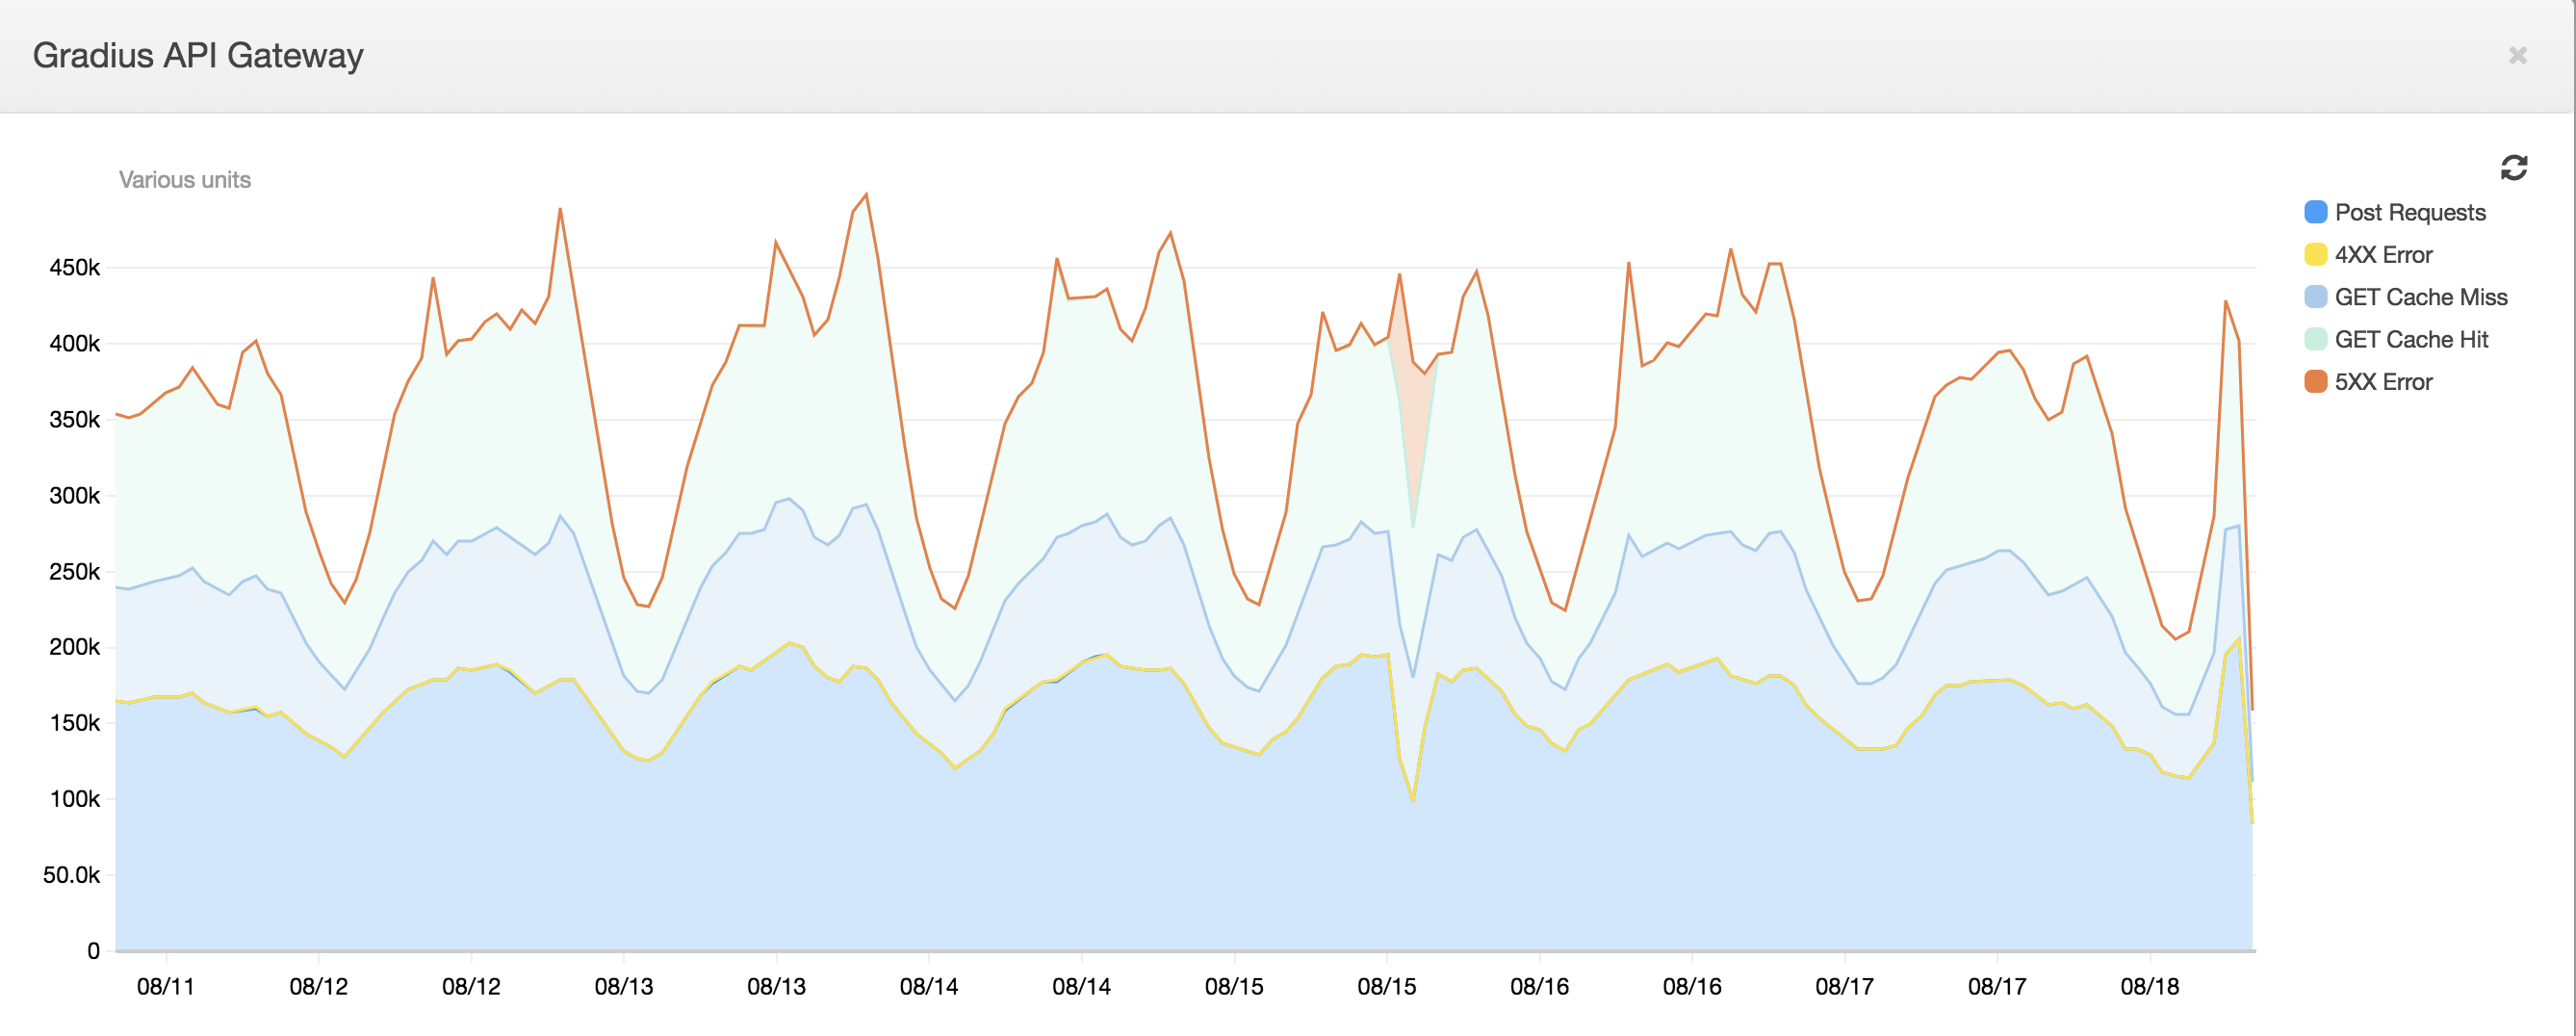 Gradius API Gateway
Various units
Post Requests
4XX Error
GET Cache Miss
GET Cache Hit
5XX Error
450k
400k
350k
300k
250k
200k
150k
100k
50.0k
0
08/11 08/12 08/12 08/13 08/13 08/14 08/14 08/15 08/15 08/16 08/16 08/17 08/17 08/18